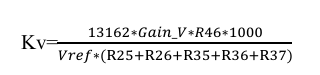 Kv=
13162*Gain_V*R46*1000
Vref*(R25+R26+R35+R36+R37)